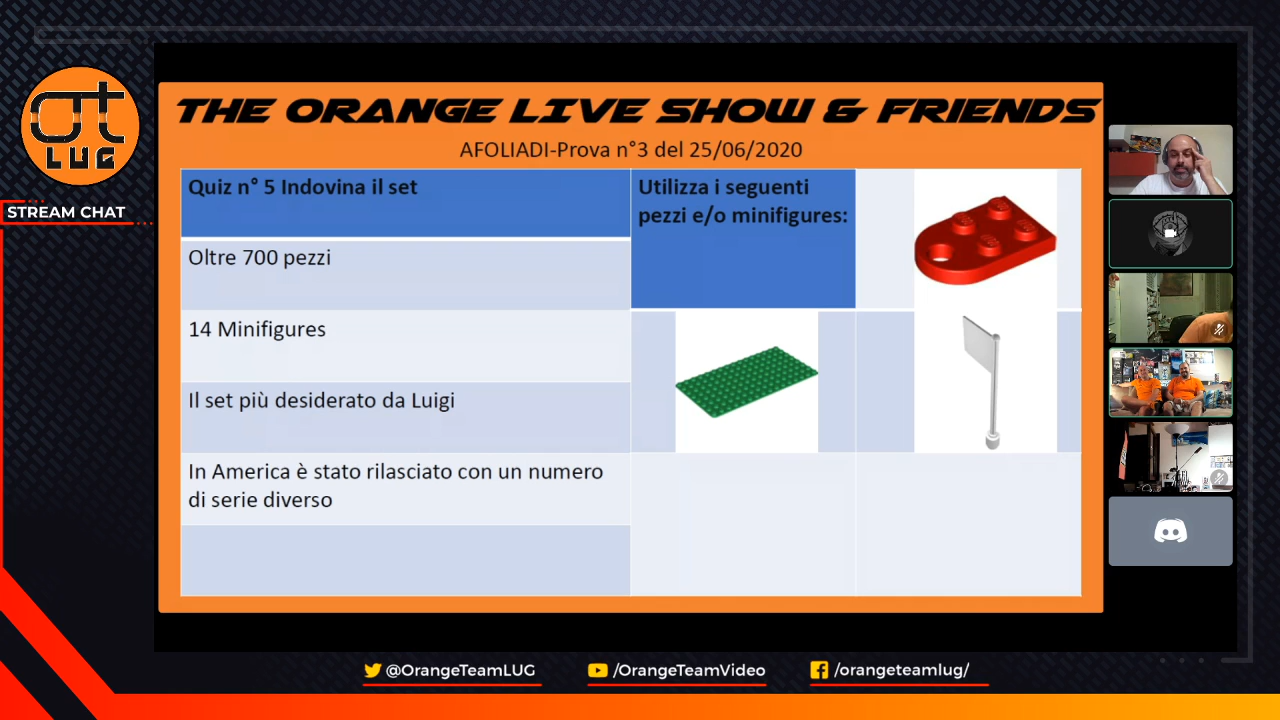 THE ORANGE LIVE SHOW & FRIENDS
AFOLIADI-Prova n°3 del 25/06/2020
ot
LUG
STREAM CHAT
Quiz n° 5 Indovina il set
Utilizza i seguenti
pezzi e/o minifigures:
Oltre 700 pezzi
14 Minifigures
Il set più desiderato da Luigi
In America è stato rilasciato con un numero
di serie diverso
@OrangeTeamLUG
/OrangeTeamVideo
/orangeteamlug/